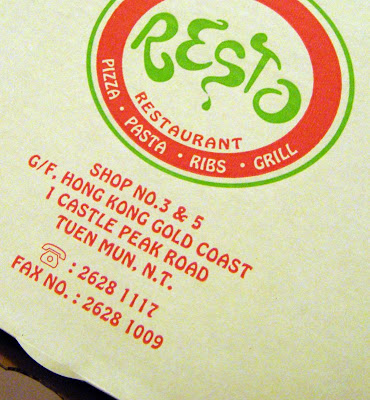 RESTO
RESTAURANT
PIZZA • PASTA • RIBS • GRILL
SHOP NO.3 & 5
G/F, HONG KONG GOLD COAST
1 CASTLE PEAK ROAD
TUEN MUN, N.T.
: 2628 1117
FAX NO. : 2628 1009